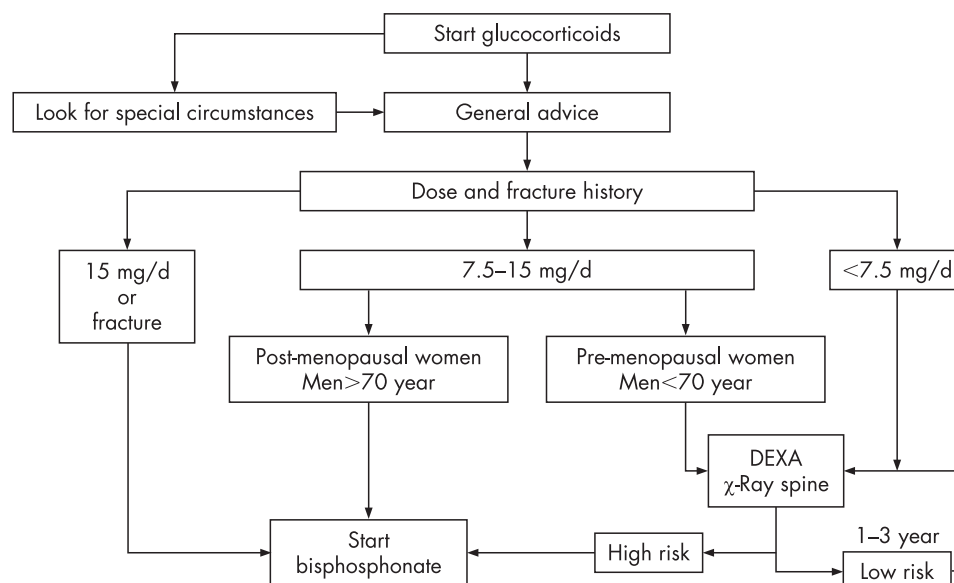 Start glucocorticoids
Look for special circumstances
General advice
Dose and fracture history
15 mg/d
or
fracture
7.5–15 mg/d
<7.5 mg/d
Post-menopausal women
Men>70 year
Pre-menopausal women
Men<70 year
DEXA
χ-Ray spine
Start
bisphosphonate
High risk
1–3 year
Low risk